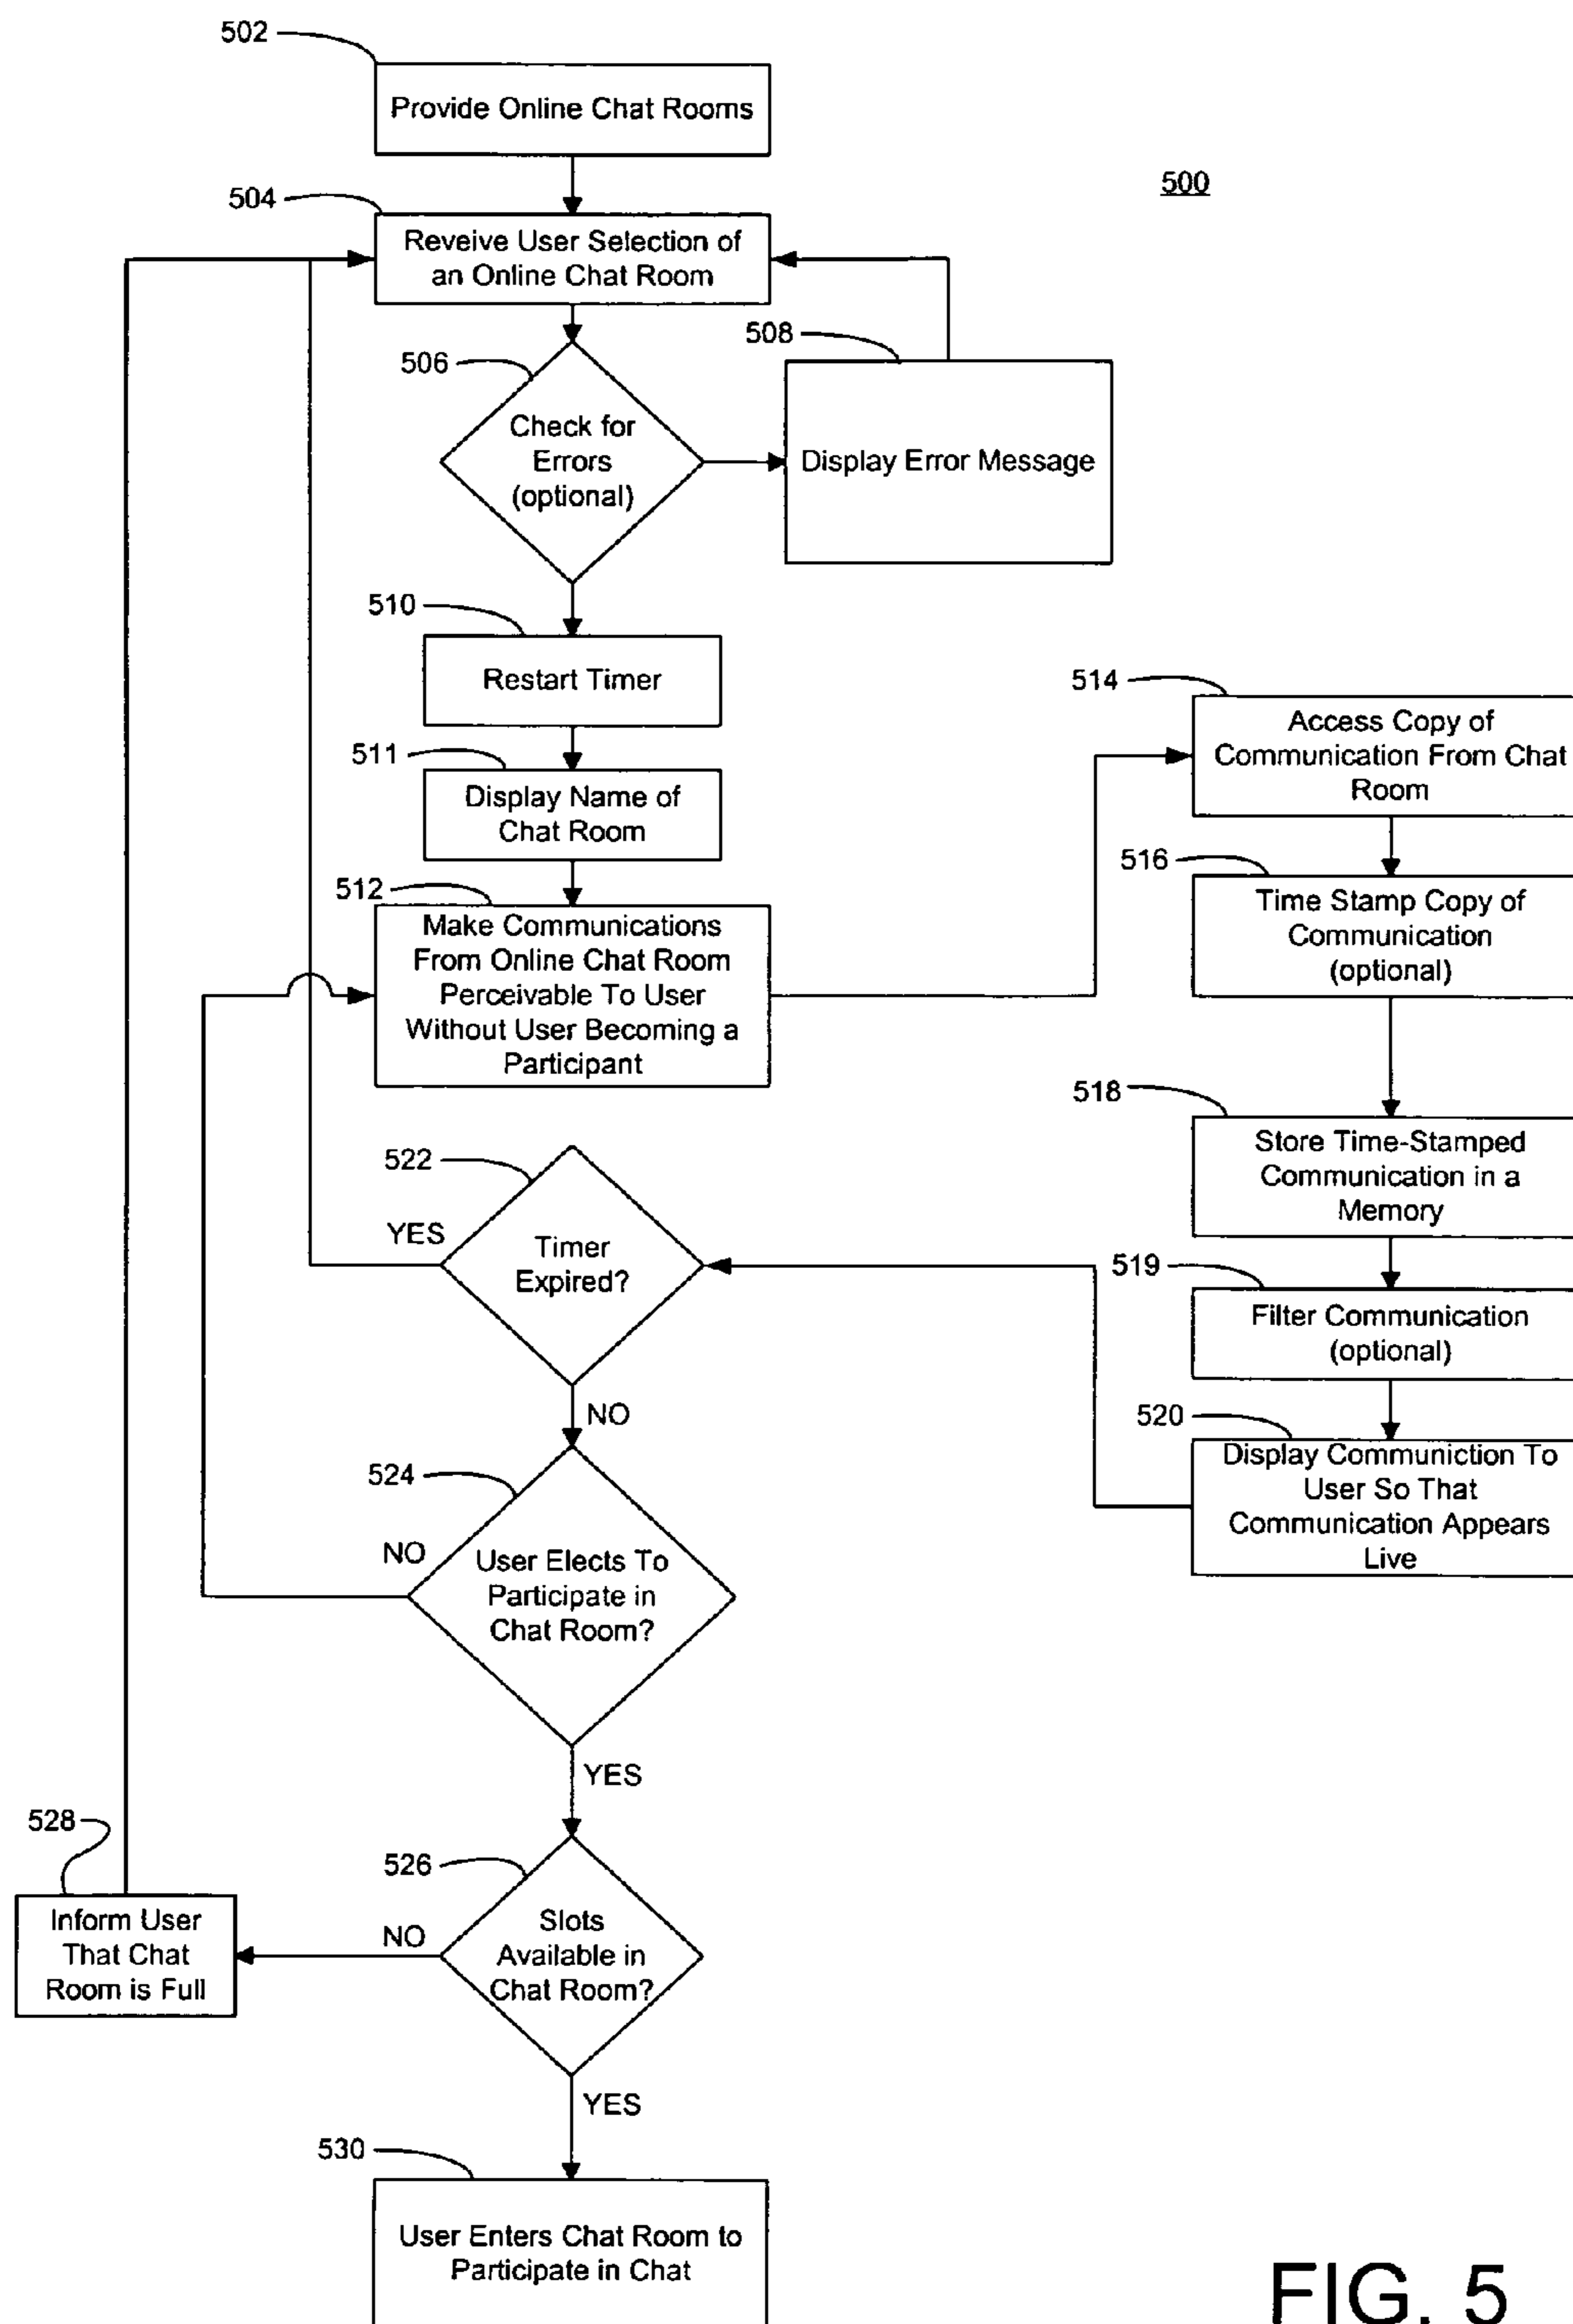 502
Provide Online Chat Rooms
500
504
Reveive User Selection of
an Online Chat Room
508
506
Check for
Errors
(optional)
Display Error Message
510
Restart Timer
511
Display Name of
Chat Room
512
Make Communications
From Online Chat Room
Perceivable To User
Without User Becoming a
Participant
514
Access Copy of
Communication From Chat
Room
516
Time Stamp Copy of
Communication
(optional)
518
Store Time-Stamped
Communication in a
Memory
519
Filter Communication
(optional)
520
Display Communiction To
User So That
Communication Appears
Live
522
YES
Timer
Expired?
NO
524
NO
User Elects To
Participate in
Chat Room?
YES
526
Slots
Available in
Chat Room?
NO
528
Inform User
That Chat
Room is Full
YES
530
User Enters Chat Room to
Participate in Chat
FIG. 5